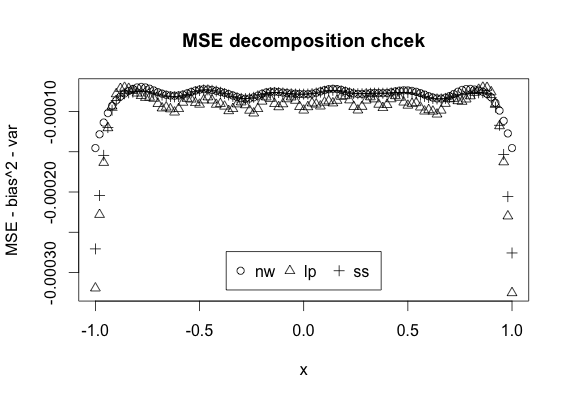 MSE decomposition chcek
MSE - bias^2 - var
-0.00010
-0.00020
-0.00030
nw lp ss
-1.0 -0.5 0.0 0.5 1.0
x